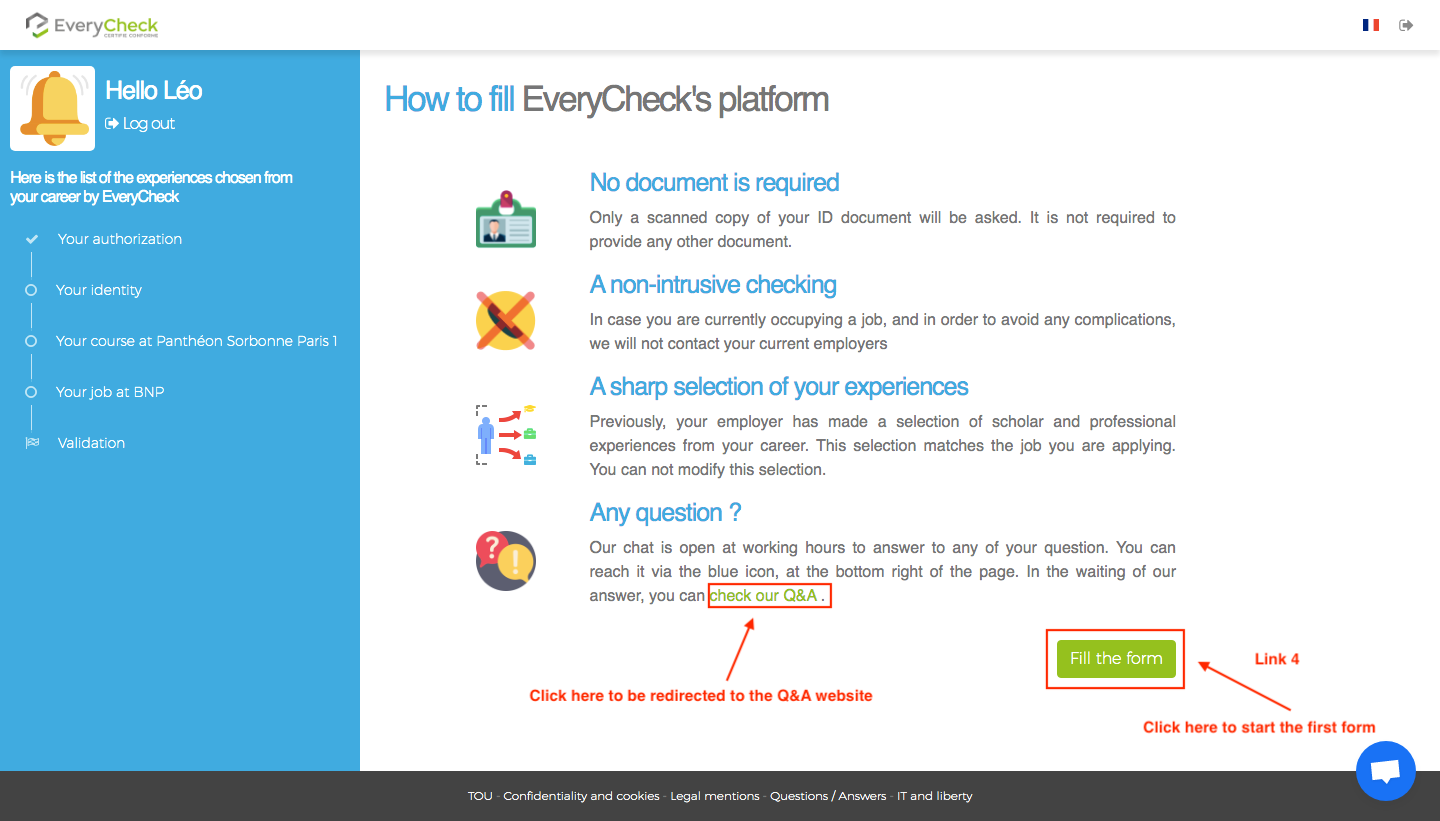 EveryCheck
CERTIFIÉ CONFORME
Hello Léo
Log out
Here is the list of the experiences chosen from
your career by EveryCheck
Your authorization
Your identity
Your course at Panthéon Sorbonne Paris 1
Your job at BNP
Validation
How to fill EveryCheck's platform
No document is required
Only a scanned copy of your ID document will be asked. It is not required to
provide any other document.
A non-intrusive checking
In case you are currently occupying a job, and in order to avoid any complications,
we will not contact your current employers
A sharp selection of your experiences
Previously, your employer has made a selection of scholar and professional
experiences from your career. This selection matches the job you are applying.
You can not modify this selection.
Any question ?
Our chat is open at working hours to answer to any of your question. You can
reach it via the blue icon, at the bottom right of the page. In the waiting of our
answer, you can check our Q&A .
Fill the form
Link 4
Click here to be redirected to the Q&A website
Click here to start the first form
TOU - Confidentiality and cookies - Legal mentions - Questions / Answers - IT and liberty